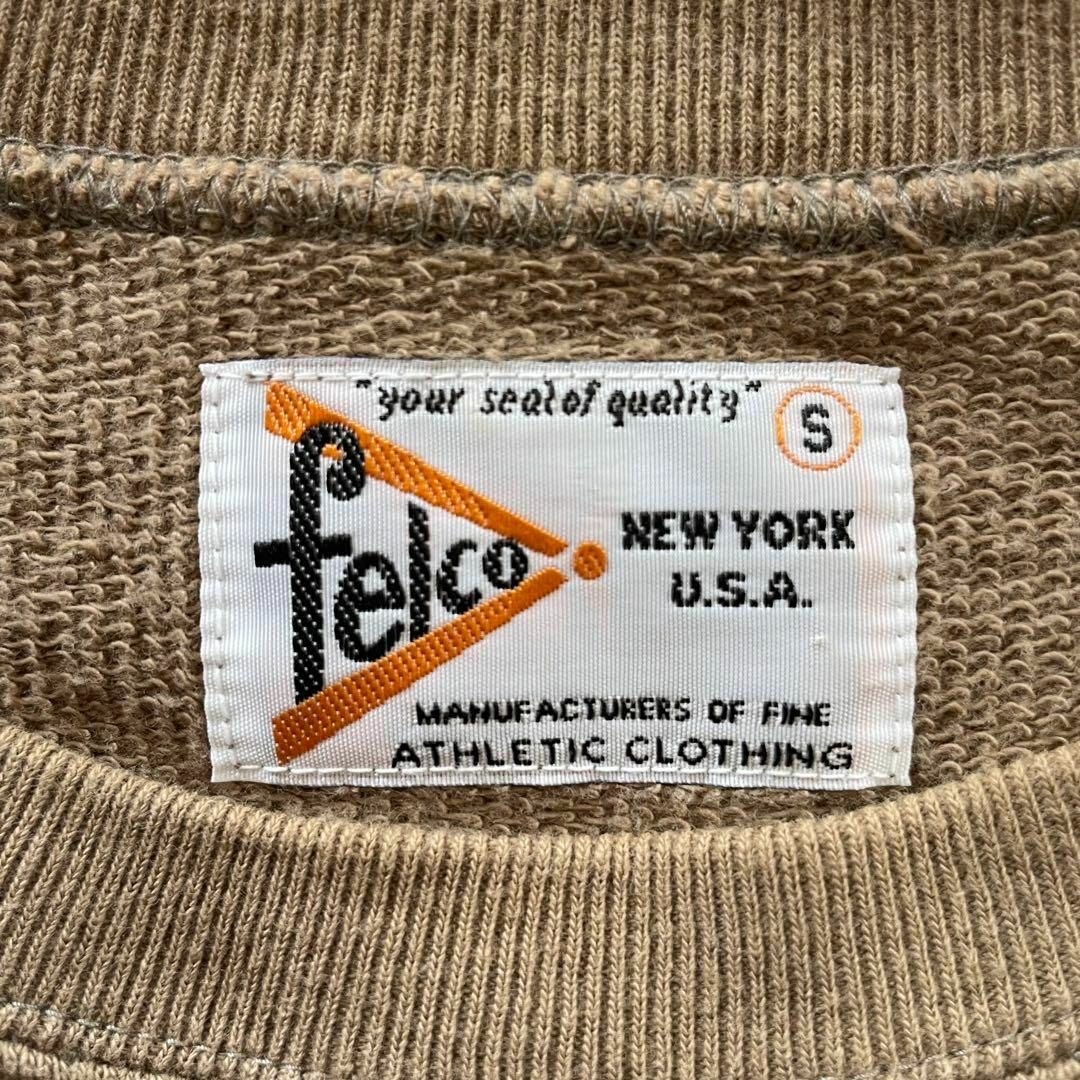 "your seal of quality"
S
felco
NEW YORK
U.S.A.
MANUFACTURERS OF FINE
ATHLETIC CLOTHING